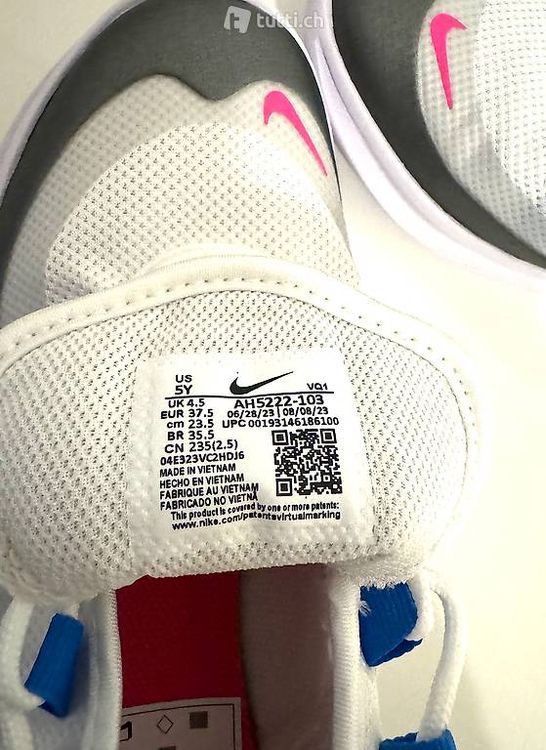 tutti.ch
US
5Y
VQ1
UK 4.5
AH5222-103
EUR 37.5
06/28/23 | 08/08/23
cm 23.5
UPC 00193146186100
BR 35.5
CN 235(2.5)
04E323VC2HDJ6
MADE IN VIETNAM
HECHO EN VIETNAM
FABRIQUE AU VIETNAM
FABRICADO NO VIETNÃ
This product is covered by one or more patents:
www.nike.com/patentsvirtualmarking